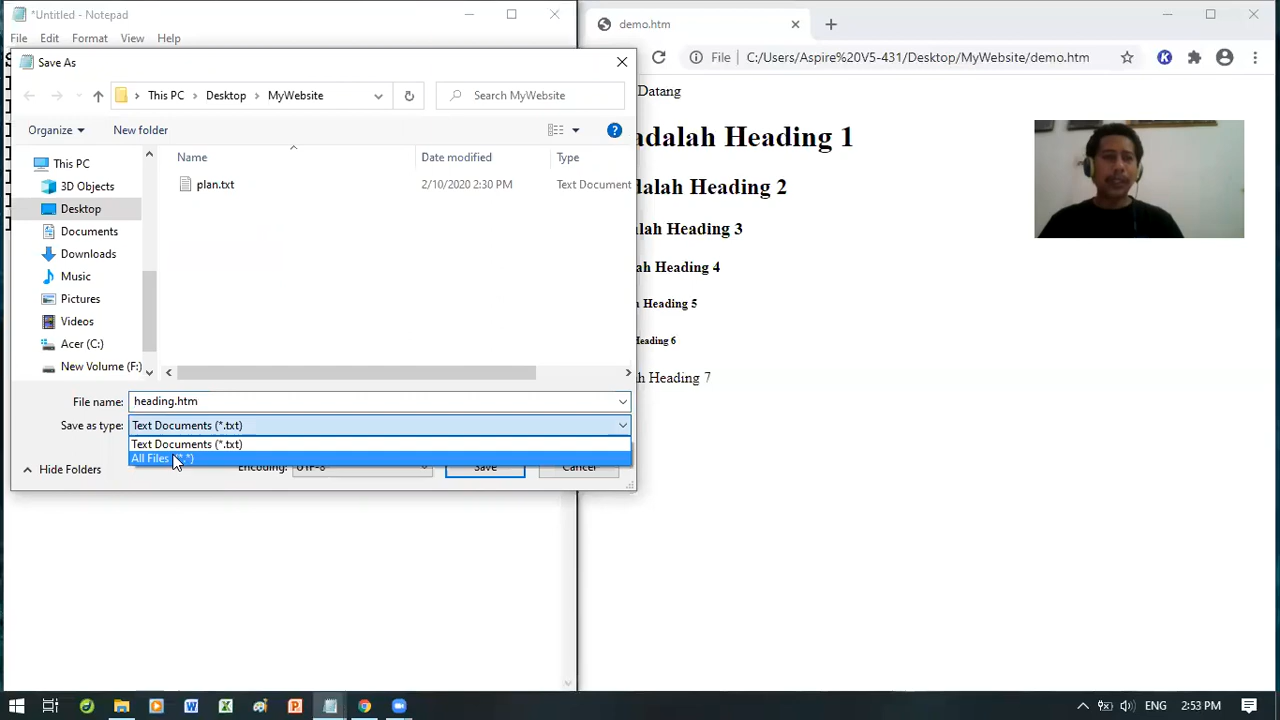 *Untitled - Notepad
File Edit Format View Help
Save As
This PC Desktop MyWebsite
Search MyWebsite
Organize New folder
Name Date modified Type
plan.txt 2/10/2020 2:30 PM Text Document
This PC
3D Objects
Desktop
Documents
Downloads
Music
Pictures
Videos
Acer (C:)
New Volume (F:)
File name: heading.htm
Save as type: Text Documents (*.txt)
Text Documents (*.txt)
All Files (*.*)
Hide Folders
Encoding: UTF-8
Save
Cancel
demo.htm
File C:/Users/Aspire%20V5-431/Desktop/MyWebsite/demo.htm
Datang
adalah Heading 1
dalah Heading 2
alah Heading 3
ah Heading 4
h Heading 5
Heading 6
h Heading 7
ENG 2:53 PM